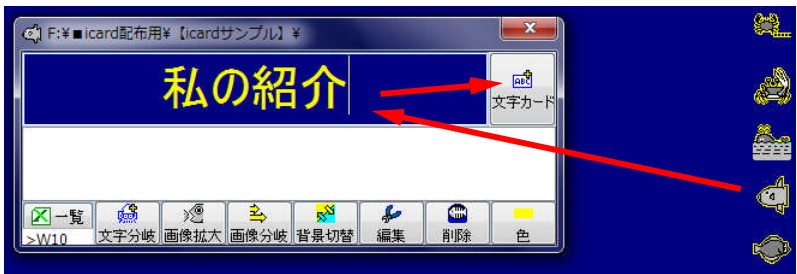 F:¥■icard配布用¥【icardサンプル】¥
私の紹介
ABC
文字カード
一覧
>W10
文字分岐
画像拡大
画像分岐
背景切替
編集
削除
色